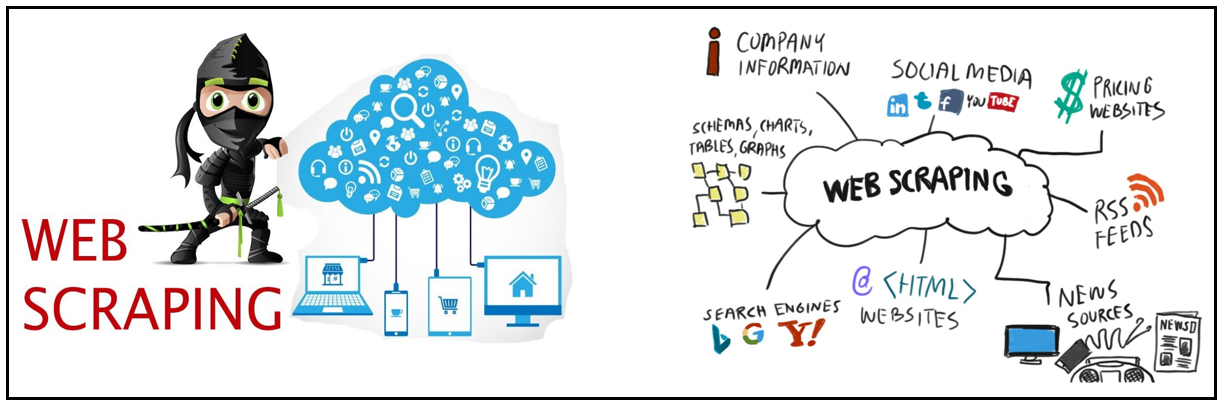 WEB
SCRAPING
COMPANY
INFORMATION
SOCIAL MEDIA
in t f YOU TUBE
$ PRICING
WEBSITES
SCHEMAS, CHARTS,
TABLES, GRAPHS
WEB SCRAPING
RSS
FEEDS
@ <HTML>
WEBSITES
SEARCH ENGINES
b G Y!
NEWS
SOURCES
NEWS